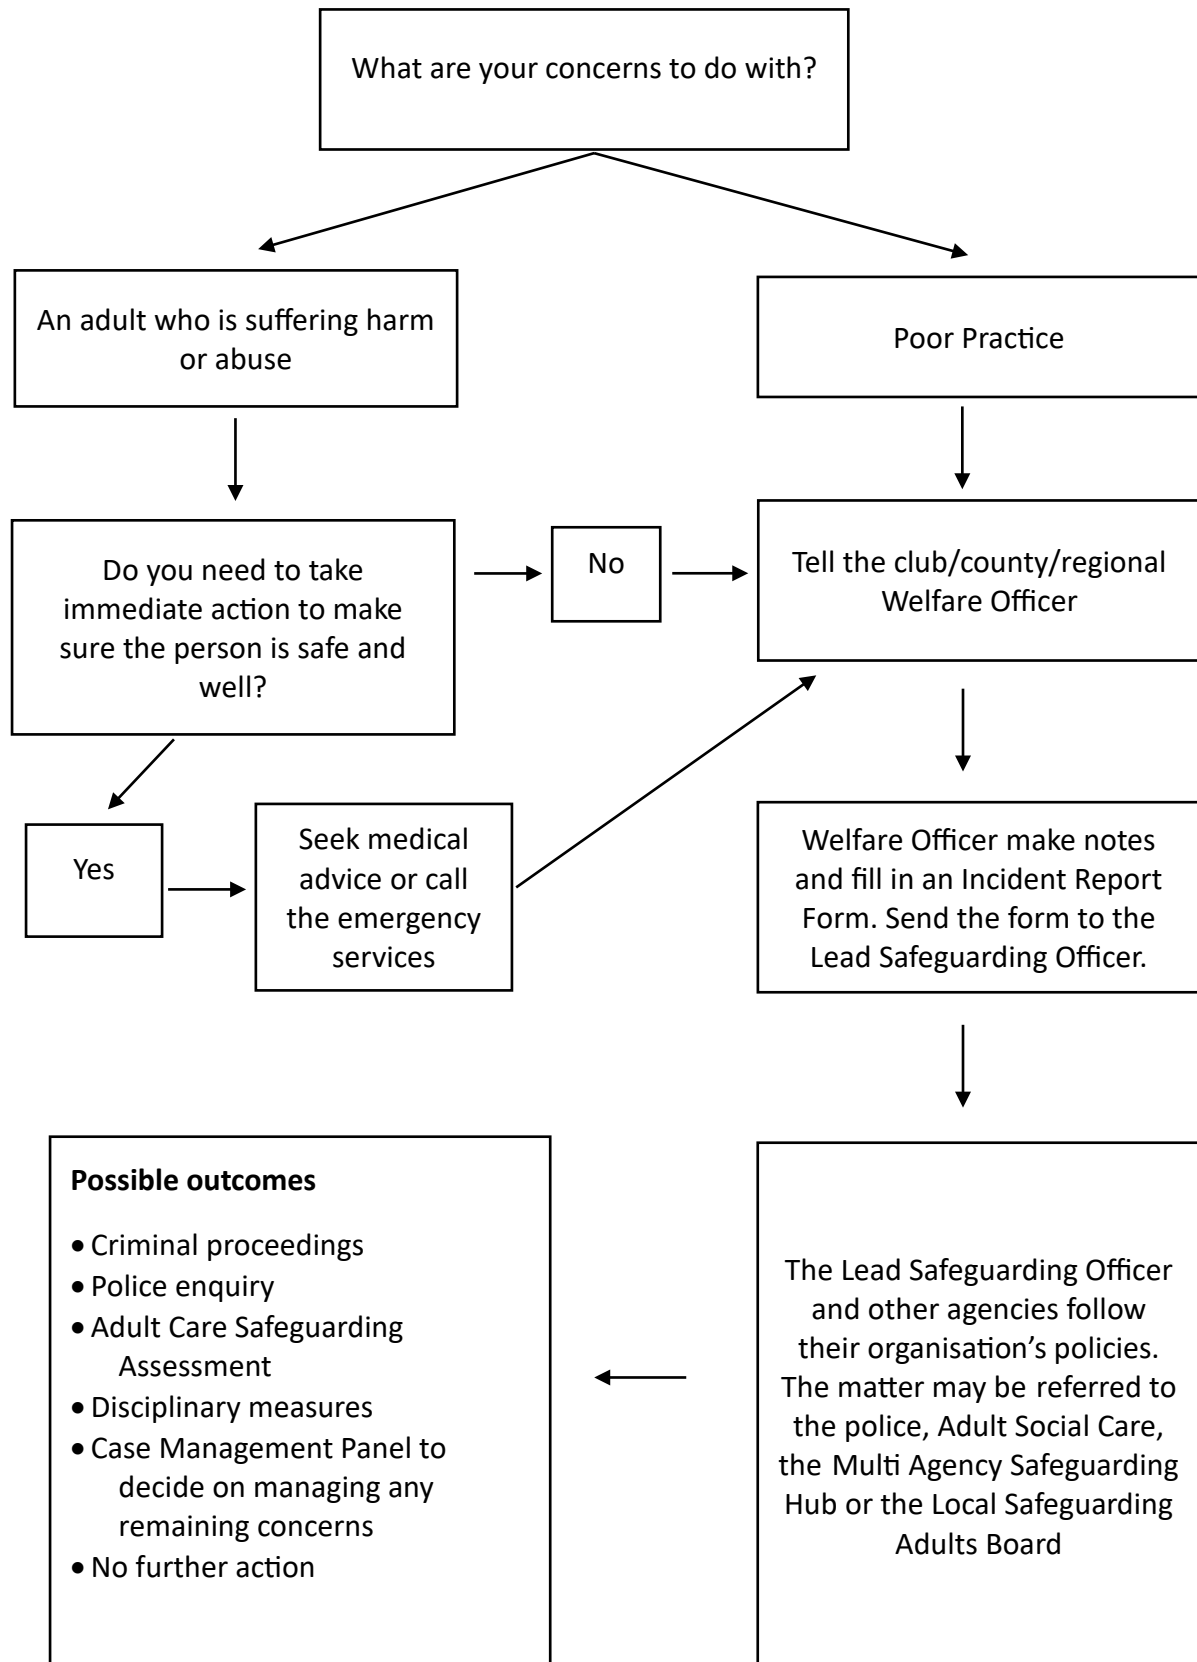 What are your concerns to do with?
An adult who is suffering harm
or abuse
Poor Practice
Do you need to take
immediate action to make
sure the person is safe and
well?
No
Tell the club/county/regional
Welfare Officer
Yes
Seek medical
advice or call
the emergency
services
Welfare Officer make notes
and fill in an Incident Report
Form. Send the form to the
Lead Safeguarding Officer.
Possible outcomes
• Criminal proceedings
• Police enquiry
• Adult Care Safeguarding
Assessment
• Disciplinary measures
• Case Management Panel to
decide on managing any
remaining concerns
• No further action
The Lead Safeguarding Officer
and other agencies follow
their organisation’s policies.
The matter may be referred to
the police, Adult Social Care,
the Multi Agency Safeguarding
Hub or the Local Safeguarding
Adults Board